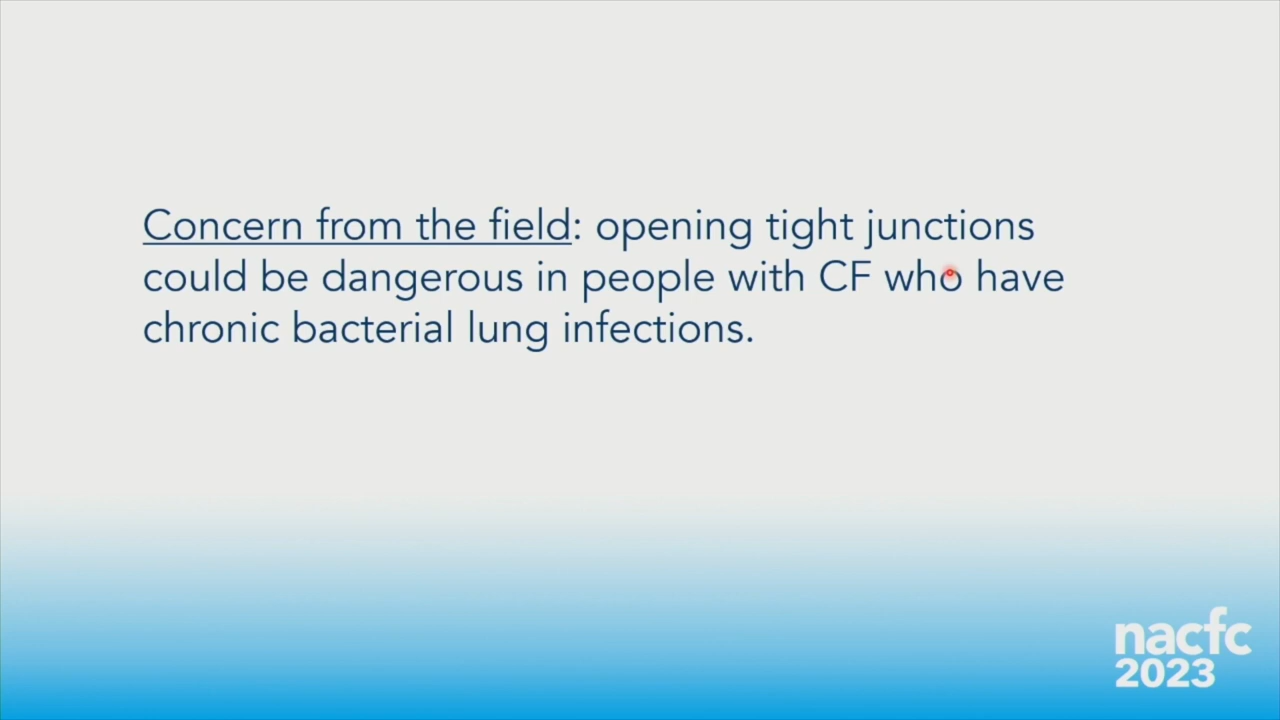 Concern from the field: opening tight junctions
could be dangerous in people with CF who have
chronic bacterial lung infections.
nacfc
2023